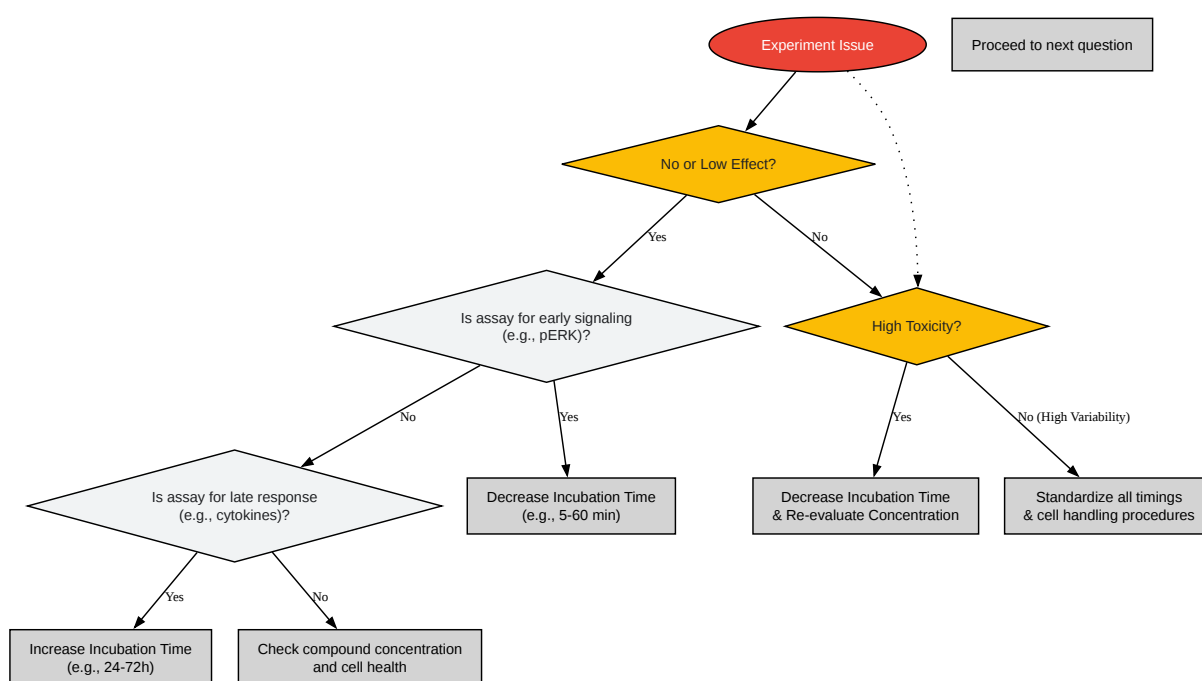 Experiment Issue
Proceed to next question
No or Low Effect?
Yes
No
Is assay for early signaling
(e.g., pERK)?
High Toxicity?
No
Yes
Yes
No (High Variability)
Is assay for late response
(e.g., cytokines)?
Decrease Incubation Time
(e.g., 5-60 min)
Decrease Incubation Time
& Re-evaluate Concentration
Standardize all timings
& cell handling procedures
Yes
No
Increase Incubation Time
(e.g., 24-72h)
Check compound concentration
and cell health